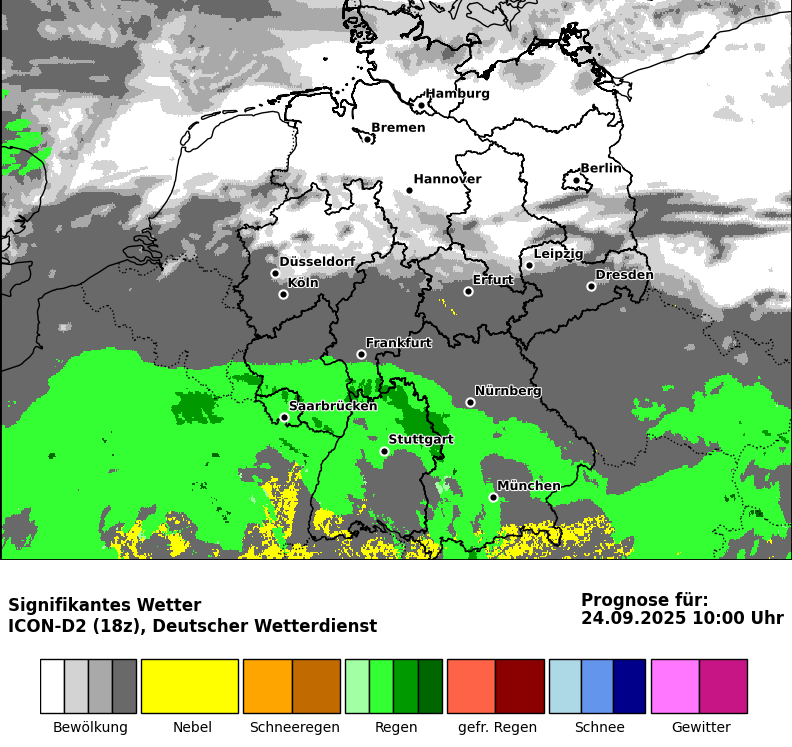 Hamburg
Bremen
Berlin
Hannover
Leipzig
Düsseldorf
Dresden
Köln
Erfurt
Frankfurt
Nürnberg
Saarbrücken
Stuttgart
München
Signifikantes Wetter
ICON-D2 (18z), Deutscher Wetterdienst
Prognose für:
24.09.2025 10:00 Uhr
Bewölkung Nebel Schneeregen Regen gefr. Regen Schnee Gewitter